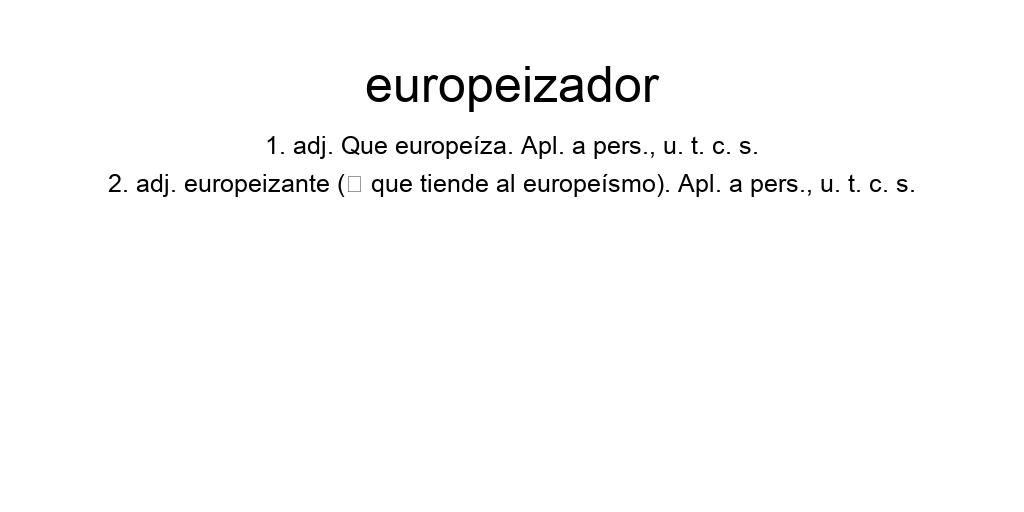 europeizador
1. adj. Que europeíza. Apl. a pers., u. t. c. s.
2. adj. europeizante (▯ que tiende al europeísmo). Apl. a pers., u. t. c. s.